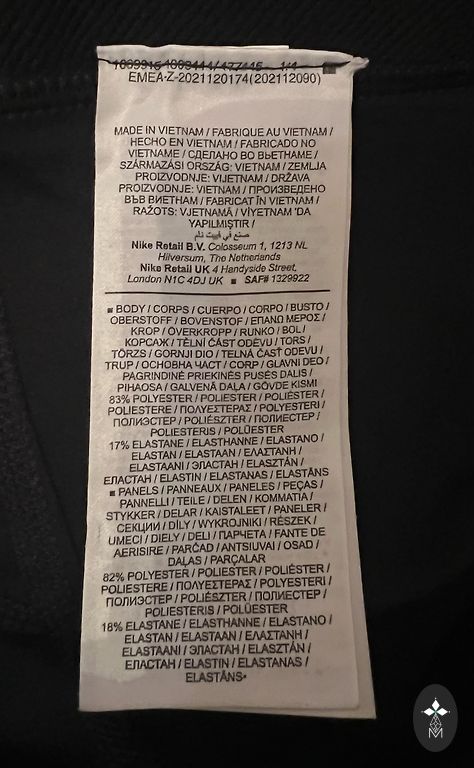 EMEA-Z-2021120174(202112090)
MADE IN VIETNAM / FABRIQUE AU VIETNAM /
HECHO EN VIETNAM / FABRICADO NO
VIETNAME / СДЕЛАНО ВО ВЬЕТНАМЕ /
SZÁRMAZÁSI ORSZÁG: VIETNAM / ZEMLJA
PROIZVODNJE: VIJETNAM / DRŽAVA
PROIZVODNJE: VIETNAM / ПРОИЗВЕДЕНО
ВЪВ ВИЕТНАМ / FABRICAT ÎN VIETNAM /
RAŽOTS: VJETNAMĀ / VİYETNAM 'DA
YAPILMIŞTIR /
صنع في فييت نام
Nike Retail B.V. Colosseum 1, 1213 NL
Hilversum, The Netherlands
Nike Retail UK 4 Handyside Street,
London N1C 4DJ UK ■ SAF# 1329922
■ BODY / CORPS / CUERPO / CORPO / BUSTO /
OBERSTOFF / BOVENSTOF / ΕΠΑΝΩ ΜΕΡΟΣ /
KROP / ÖVERKROPP / RUNKO / BOL /
КОРСАЖ / TĚLNÍ ČÁST ODĚVU / TORS /
TÖRZS / GORNJI DIO / TELNÁ ČASŤ ODEVU /
TRUP / ОСНОВНА ЧАСТ / CORP / GLAVNI DEO /
PAGRINDINĖ PRIEKINĖS PUSĖS DALIS /
PIHAOSA / GALVENĀ DAĻA / GÖVDE KISMI
83% POLYESTER / POLIESTER / POLIÉSTER /
POLIESTERE / ΠΟΛΥΕΣΤΕΡΑΣ / POLYESTERI /
ПОЛИЭСТЕР / POLIÉSZTER / ПОЛИЕСТЕР /
POLIESTERIS / POLÜESTER
17% ELASTANE / ELASTHANNE / ELASTANO /
ELASTAN / ELASTAAN / ΕΛΑΣΤΑΝΗ /
ELASTAANI / ЭЛАСТАН / ELASZTÁN /
ЕЛАСТАН / ELASTIN / ELASTANAS / ELASTĀNS
■ PANELS / PANNEAUX / PANELES / PEÇAS /
PANNELLI / TEILE / DELEN / ΚΟΜΜΑΤΙΑ /
STYKKER / DELAR / KAISTALEET / PANELER /
СЕКЦИИ / DÍLY / WYKROJNIKI / RÉSZEK /
UMECI / DIELY / DELI / ПАРЧЕТА / FANTE DE
AERISIRE / PARČAD / ANTSIUVAI / OSAD /
DAĻAS / PARÇALAR
82% POLYESTER / POLIESTER / POLIÉSTER /
POLIESTERE / ΠΟΛΥΕΣΤΕΡΑΣ / POLYESTERI /
ПОЛИЭСТЕР / POLIÉSZTER / ПОЛИЕСТЕР /
POLIESTERIS / POLÜESTER
18% ELASTANE / ELASTHANNE / ELASTANO /
ELASTAN / ELASTAAN / ΕΛΑΣΤΑΝΗ /
ELASTAANI / ЭЛАСТАН / ELASZTÁN /
ЕЛАСТАН / ELASTIN / ELASTANAS /
ELASTĀNS•